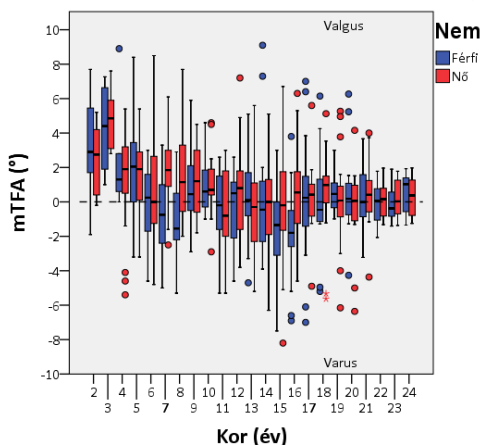 Valgus
Nem
Férfi
Nő
mTFA (°)
10
8
6
4
2
0
-2
-4
-6
-8
-10
Varus
2 4 6 8 10 12 14 16 18 20 22 24
3 5 7 9 11 13 15 17 19 21 23
Kor (év)